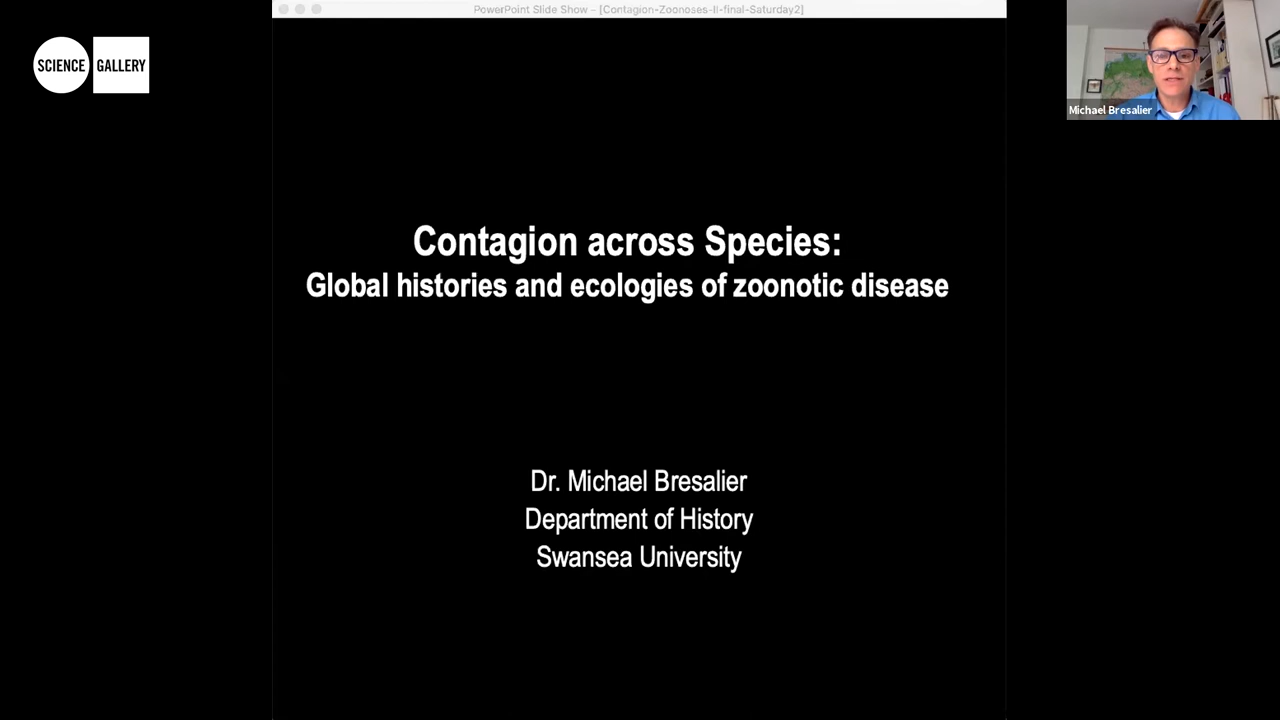 PowerPoint Slide Show - [Contagion-Zoonoses-II-final-Saturday2]
SCIENCE GALLERY
Michael Bresalier
Contagion across Species:
Global histories and ecologies of zoonotic disease
Dr. Michael Bresalier
Department of History
Swansea University